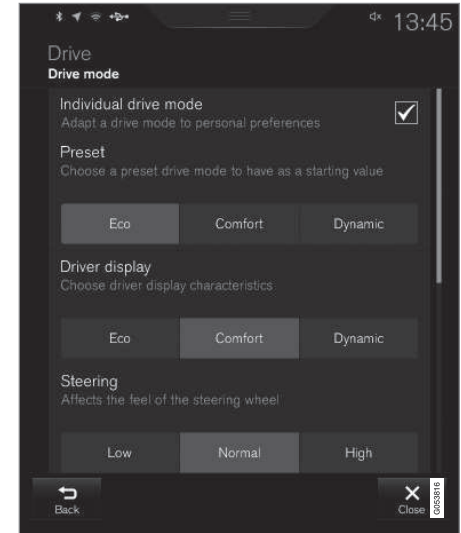 13:45
Drive
Drive mode
Individual drive mode
Adapt a drive mode to personal preferences
Preset
Choose a preset drive mode to have as a starting value
Eco Comfort Dynamic
Driver display
Choose driver display characteristics
Eco Comfort Dynamic
Steering
Affects the feel of the steering wheel
Low Normal High
Back Close
G053816